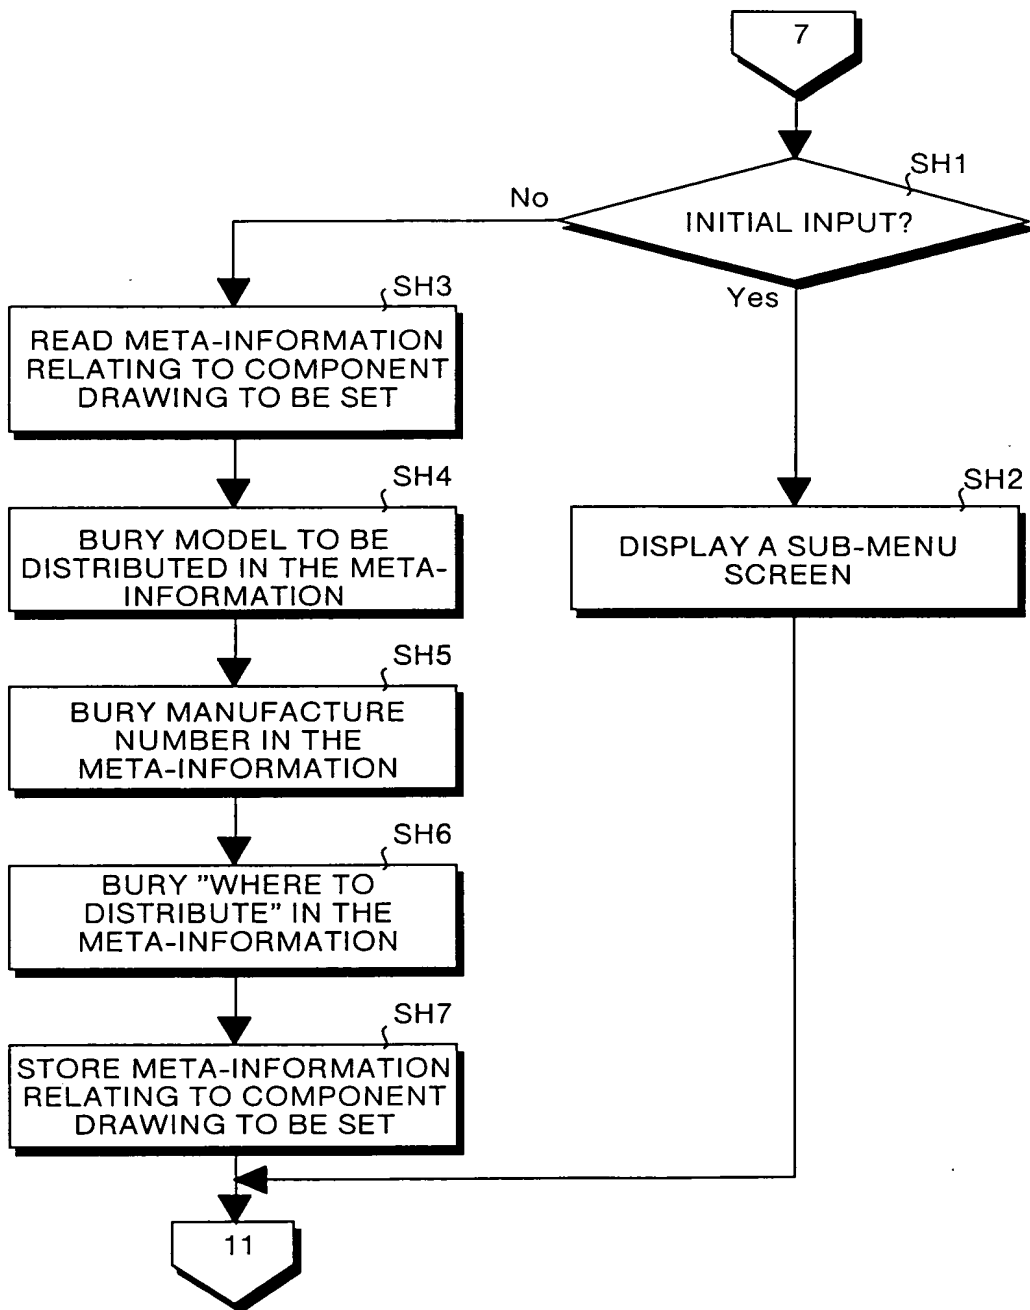 7
SH1
INITIAL INPUT?
No
Yes
SH3
READ META-INFORMATION
RELATING TO COMPONENT
DRAWING TO BE SET
SH4
BURY MODEL TO BE
DISTRIBUTED IN THE META-
INFORMATION
SH2
DISPLAY A SUB-MENU
SCREEN
SH5
BURY MANUFACTURE
NUMBER IN THE
META-INFORMATION
SH6
BURY ”WHERE TO
DISTRIBUTE” IN THE
META-INFORMATION
SH7
STORE META-INFORMATION
RELATING TO COMPONENT
DRAWING TO BE SET
11